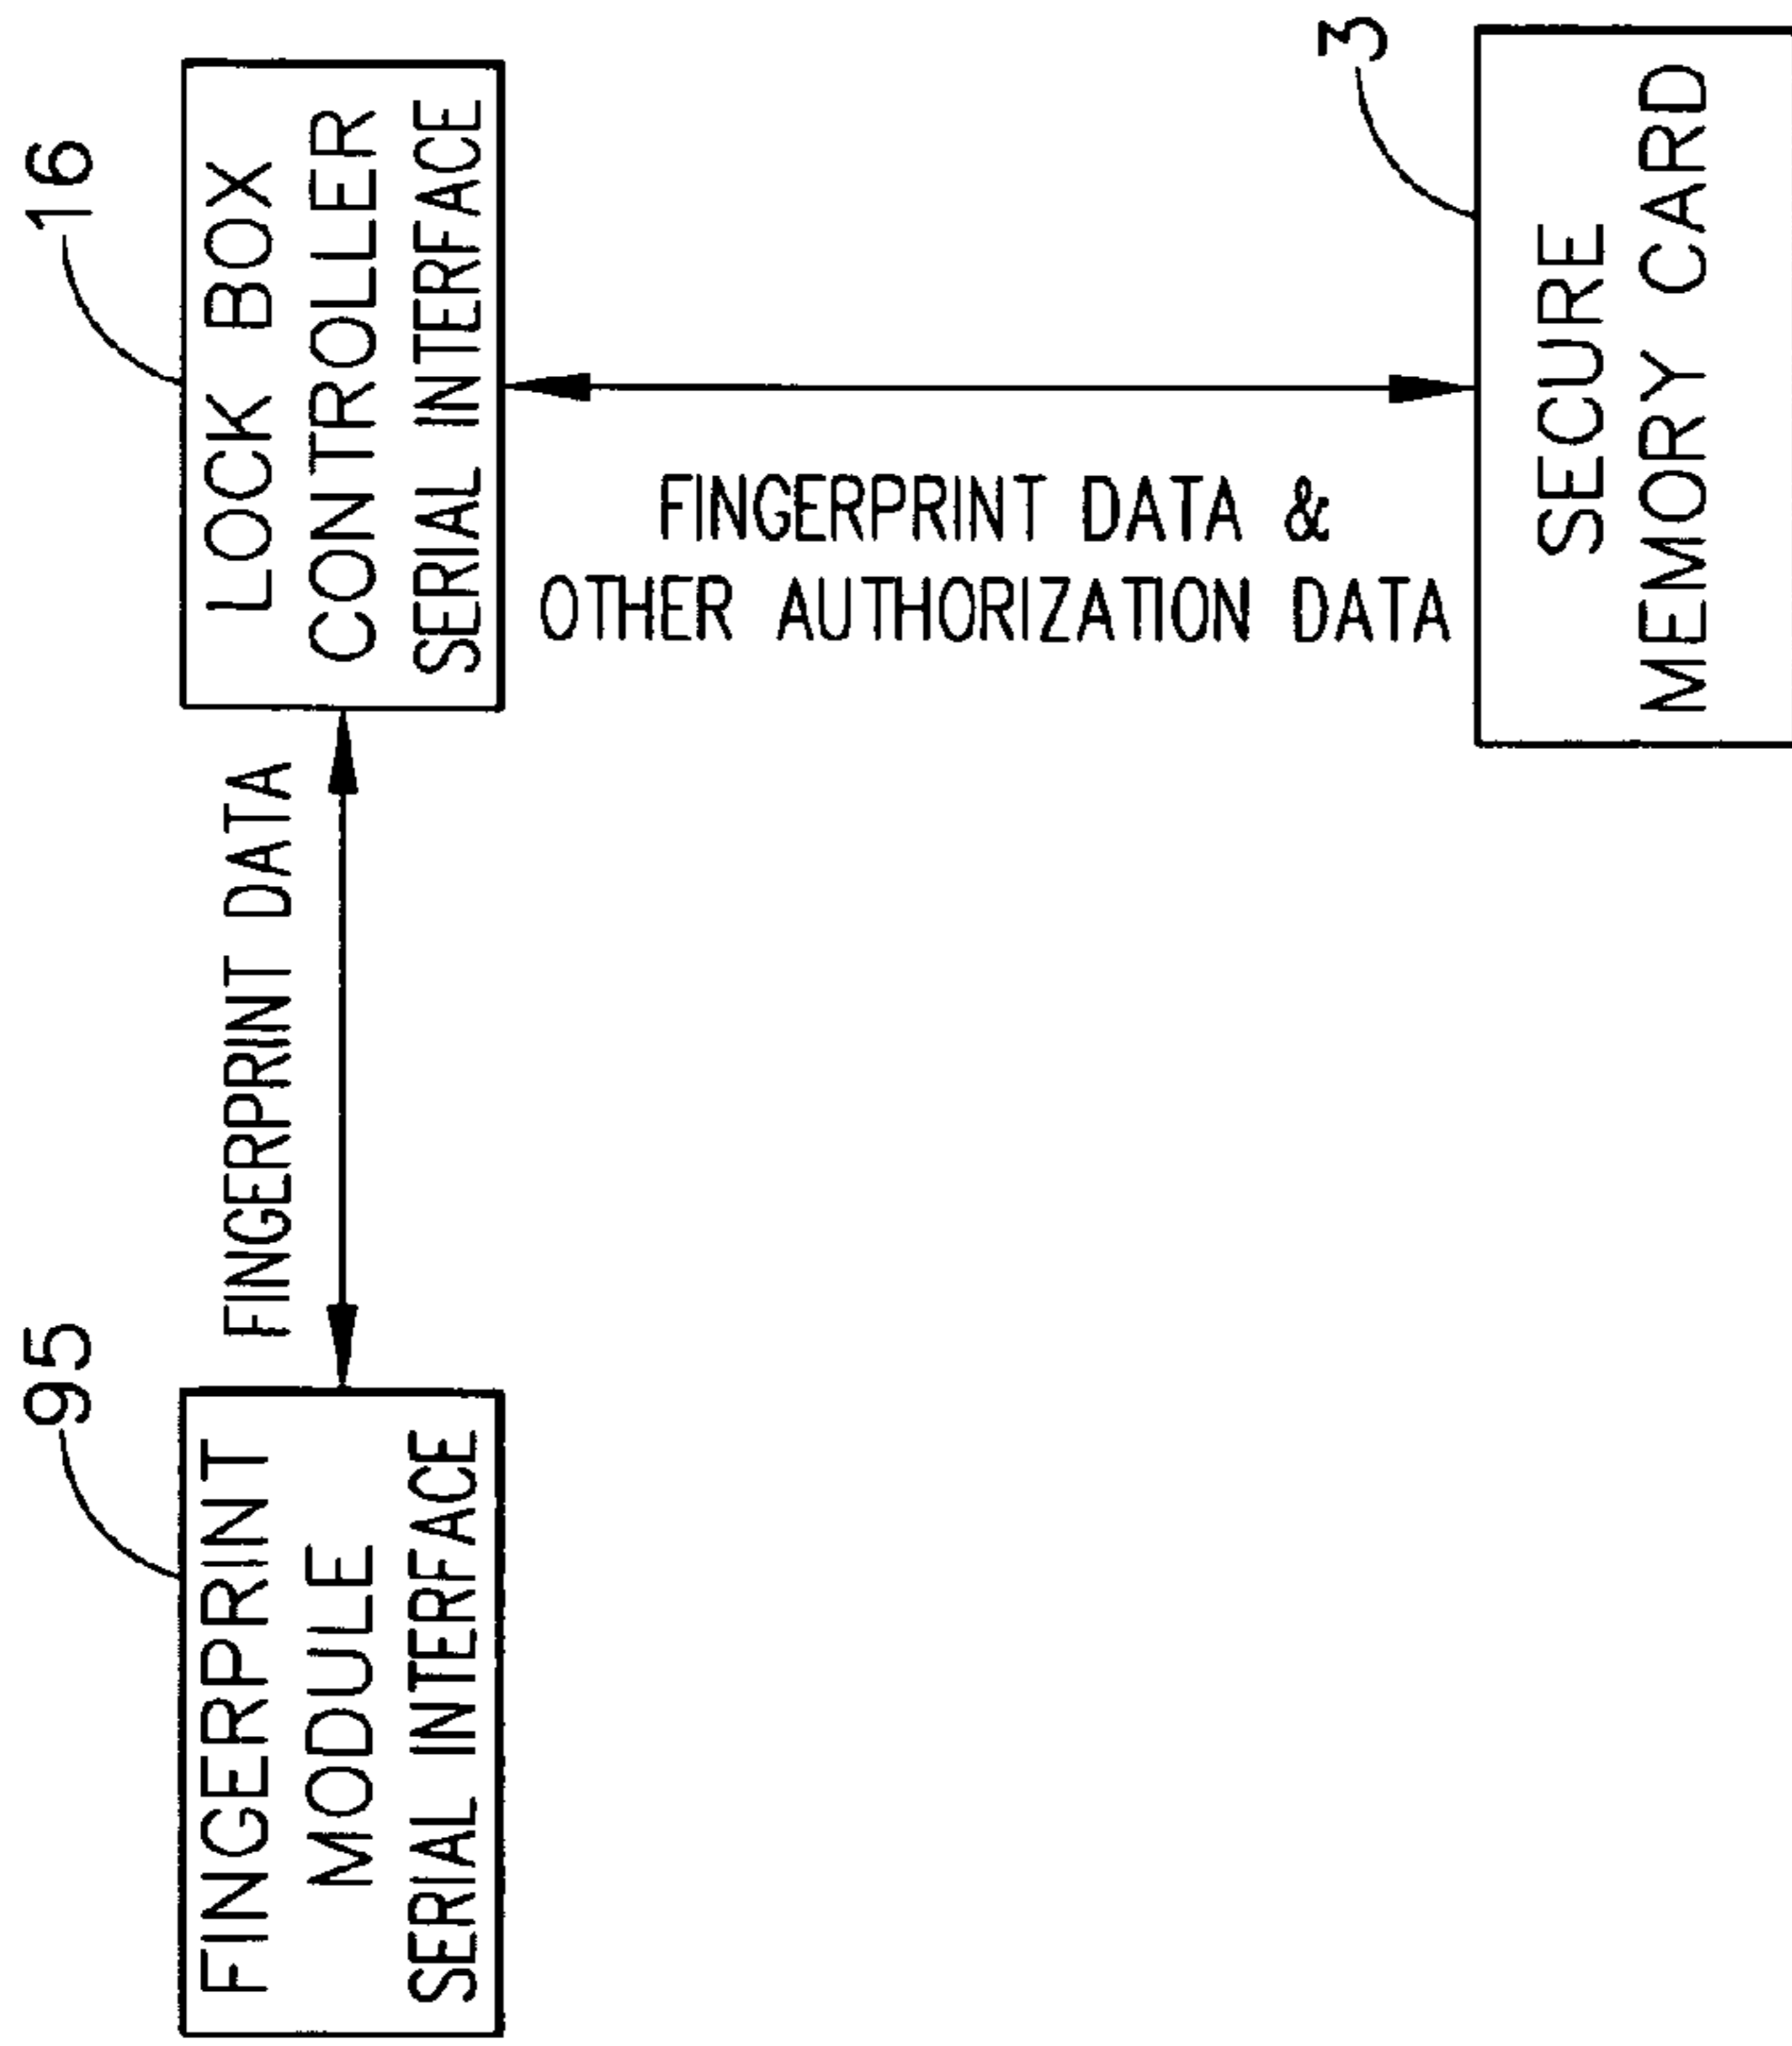 95
FINGERPRINT
MODULE
SERIAL INTERFACE
FINGERPRINT DATA
16
LOCK BOX
CONTROLLER
SERIAL INTERFACE
FINGERPRINT DATA &
OTHER AUTHORIZATION DATA
3
SECURE
MEMORY CARD